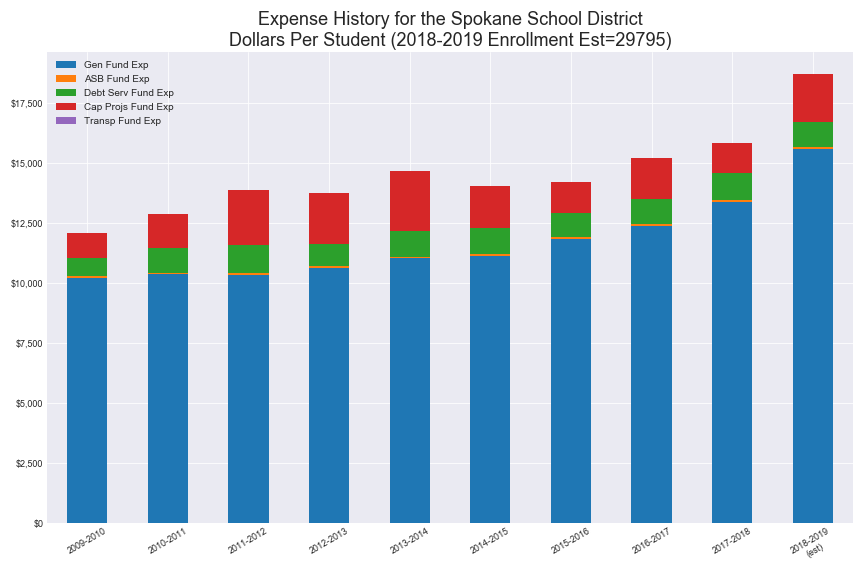 Expense History for the Spokane School District
Dollars Per Student (2018-2019 Enrollment Est=29795)
Gen Fund Exp
ASB Fund Exp
Debt Serv Fund Exp
Cap Projs Fund Exp
Transp Fund Exp
$17,500
$15,000
$12,500
$10,000
$7,500
$5,000
$2,500
$0
2009-2010
2010-2011
2011-2012
2012-2013
2013-2014
2014-2015
2015-2016
2016-2017
2017-2018
2018-2019
(est)